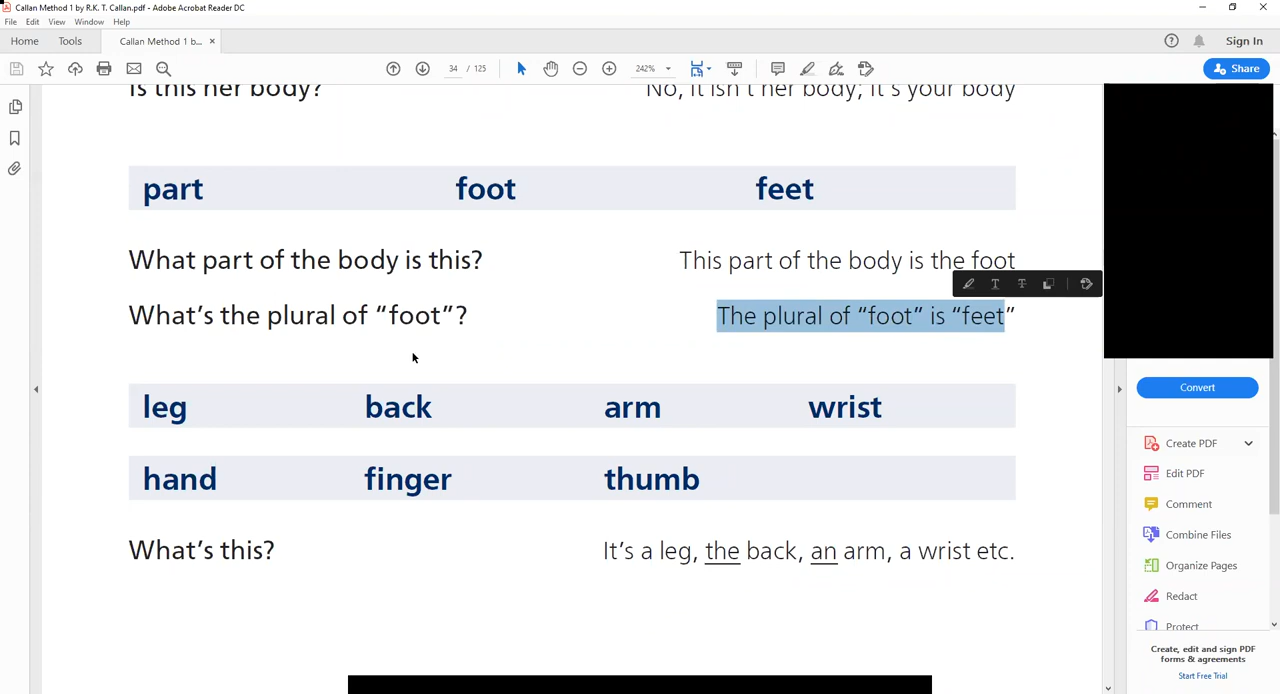 Callan Method 1 by R.K. T. Callan.pdf - Adobe Acrobat Reader DC
File Edit View Window Help
Home Tools Callan Method 1 b... × Sign In
34 / 125 242% Share
Is this her body? No, it isn't her body; it's your body
part foot feet
What part of the body is this? This part of the body is the foot
What's the plural of “foot”? The plural of “foot” is “feet”
leg back arm wrist
hand finger thumb
What's this? It's a leg, the back, an arm, a wrist etc.
Convert
Create PDF
Edit PDF
Comment
Combine Files
Organize Pages
Redact
Protect
Create, edit and sign PDF
forms & agreements
Start Free Trial